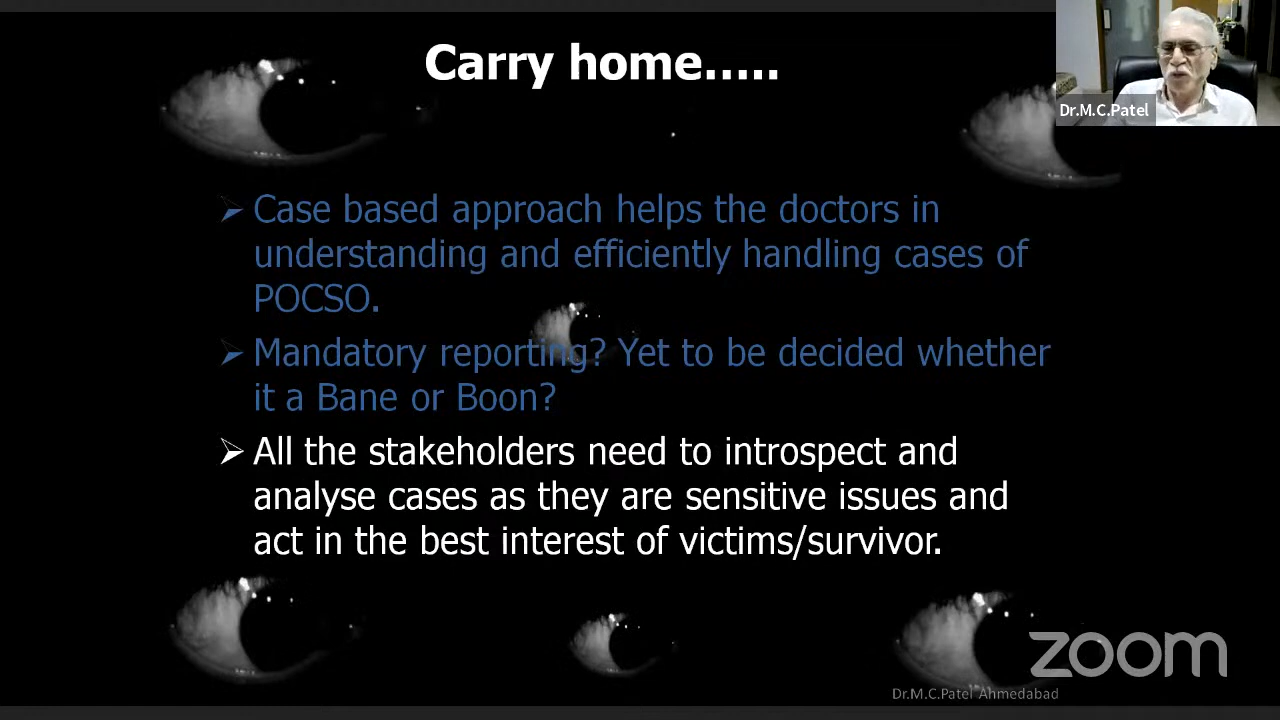 Carry home.....
Dr.M.C.Patel
➢ Case based approach helps the doctors in
understanding and efficiently handling cases of
POCSO.
➢ Mandatory reporting? Yet to be decided whether
it a Bane or Boon?
➢ All the stakeholders need to introspect and
analyse cases as they are sensitive issues and
act in the best interest of victims/survivor.
zoom
Dr.M.C.Patel Ahmedabad